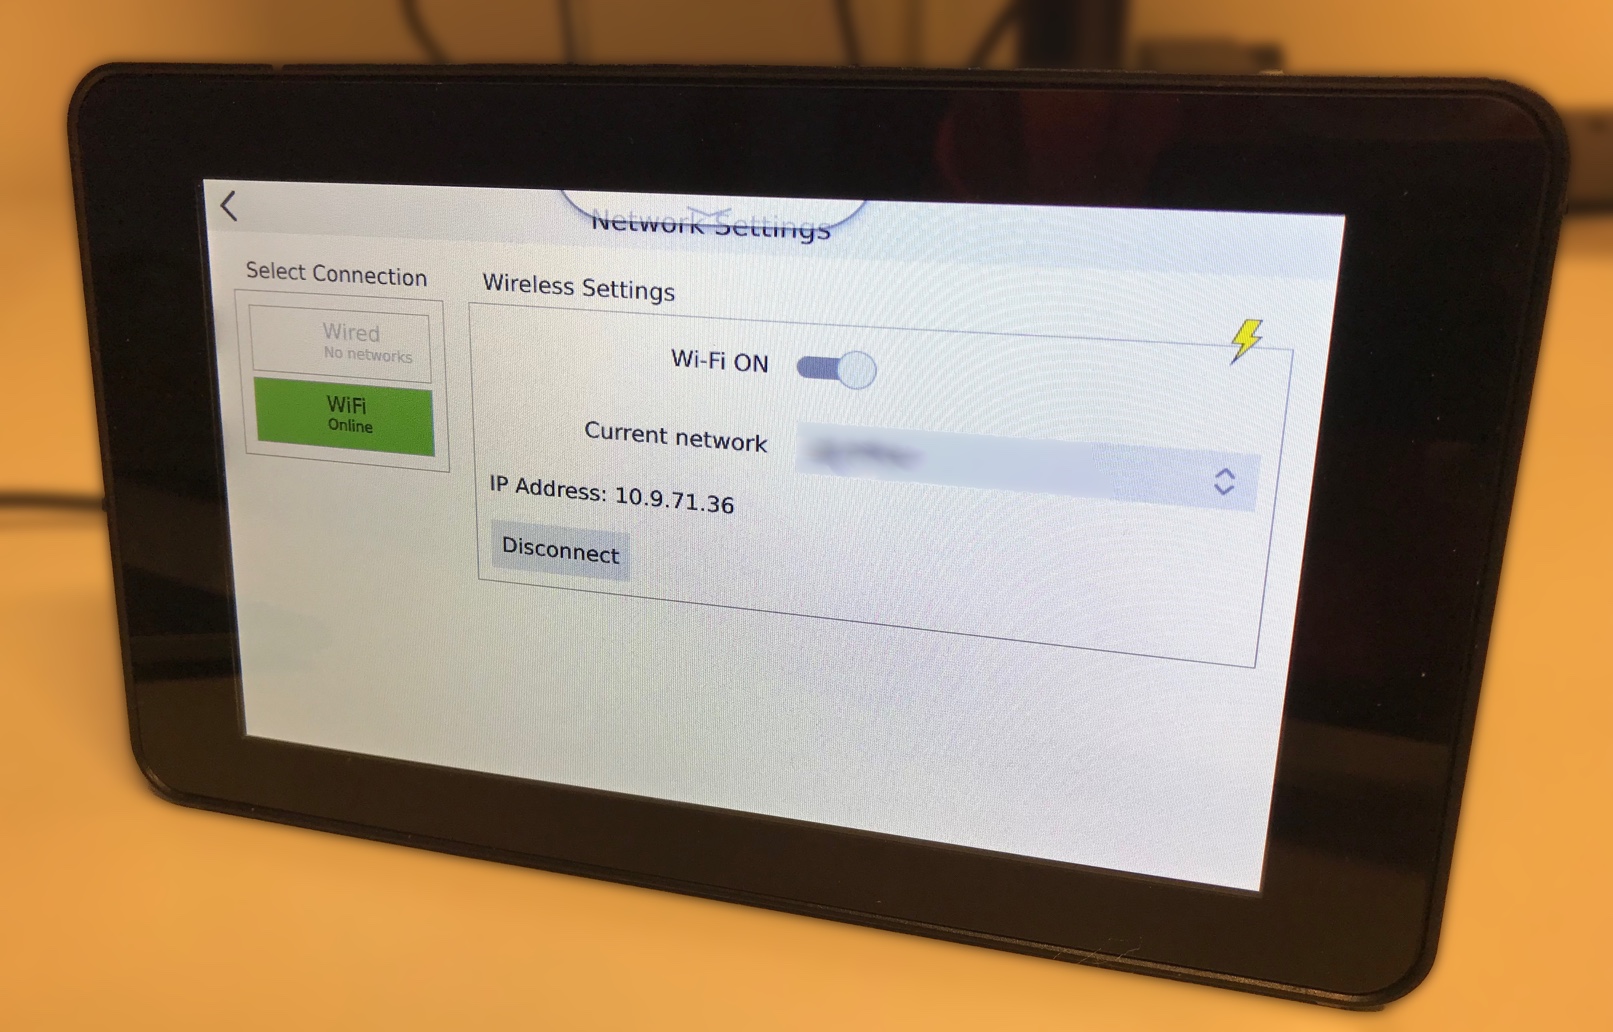 Network Settings
Select Connection
Wired
No networks
WiFi
Online
Wireless Settings
Wi-Fi ON
Current network
IP Address: 10.9.71.36
Disconnect